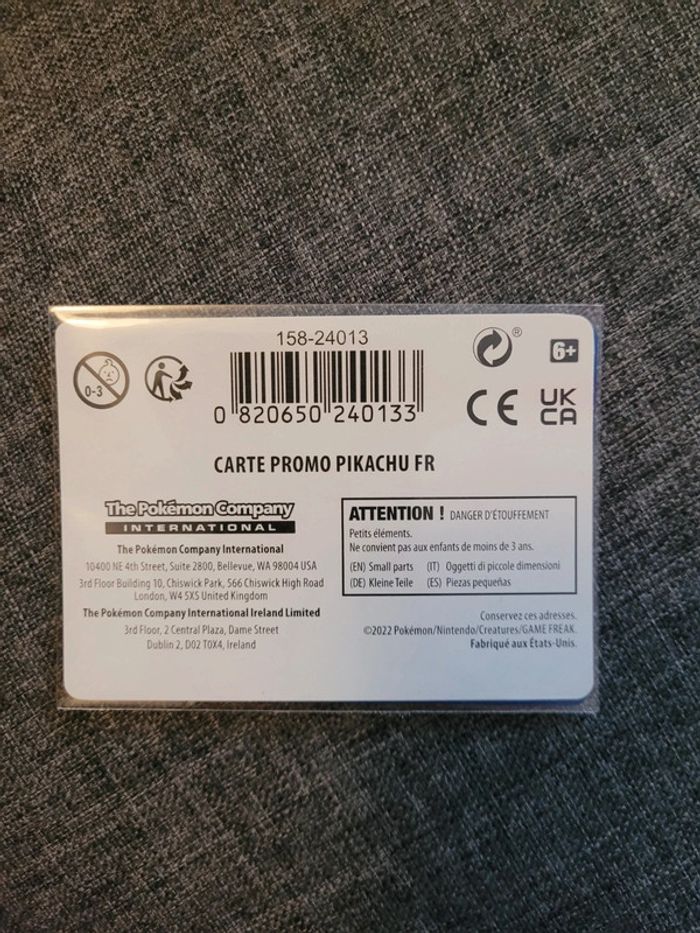 158-24013
0-3
®
6+
0 820650 240133
CE
UK
CA
CARTE PROMO PIKACHU FR
The Pokémon Company
INTERNATIONAL
The Pokémon Company International
10400 NE 4th Street, Suite 2800, Bellevue, WA 98004 USA
3rd Floor Building 10, Chiswick Park, 566 Chiswick High Road
London, W4 5XS United Kingdom
The Pokémon Company International Ireland Limited
3rd Floor, 2 Central Plaza, Dame Street
Dublin 2, D02 T0X4, Ireland
ATTENTION ! DANGER D'ÉTOUFFEMENT
Petits éléments.
Ne convient pas aux enfants de moins de 3 ans.
(EN) Small parts (IT) Oggetti di piccole dimensioni
(DE) Kleine Teile (ES) Piezas pequeñas
Conservez ces adresses.
©2022 Pokémon/Nintendo/Creatures/GAME FREAK.
Fabriqué aux États-Unis.